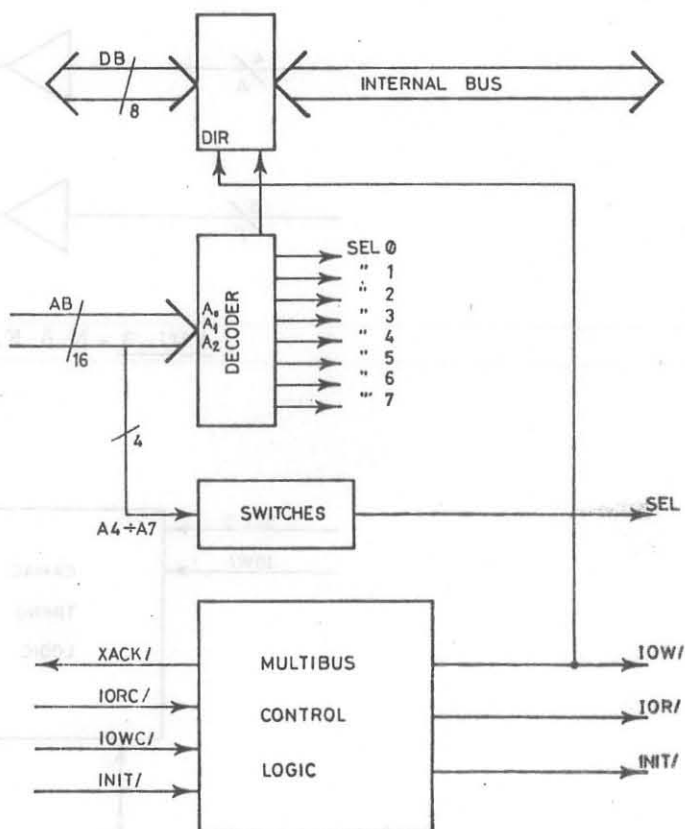 DB
8
INTERNAL BUS
DIR
AB
16
A0
A1
A2
DECODER
SEL 0
" 1
" 2
" 3
" 4
" 5
" 6
" 7
4
A4÷A7
SWITCHES
SEL
XACK/
IORC/
IOWC/
INIT/
MULTIBUS
CONTROL
LOGIC
IOW/
IOR/
INIT/